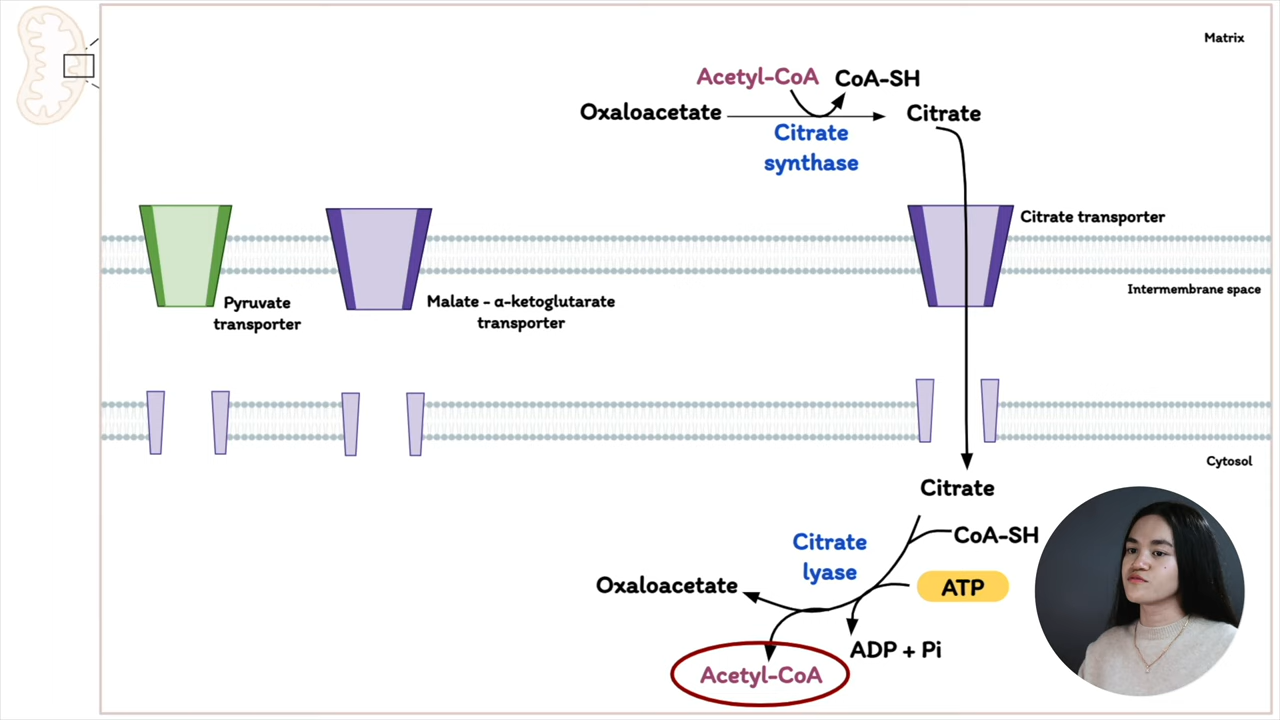 Matrix
Acetyl-CoA CoA-SH
Oxaloacetate Citrate
Citrate
synthase
Citrate transporter
Intermembrane space
Pyruvate
transporter
Malate - α-ketoglutarate
transporter
Cytosol
Citrate
CoA-SH
Citrate
lyase
ATP
Oxaloacetate
ADP + Pi
Acetyl-CoA